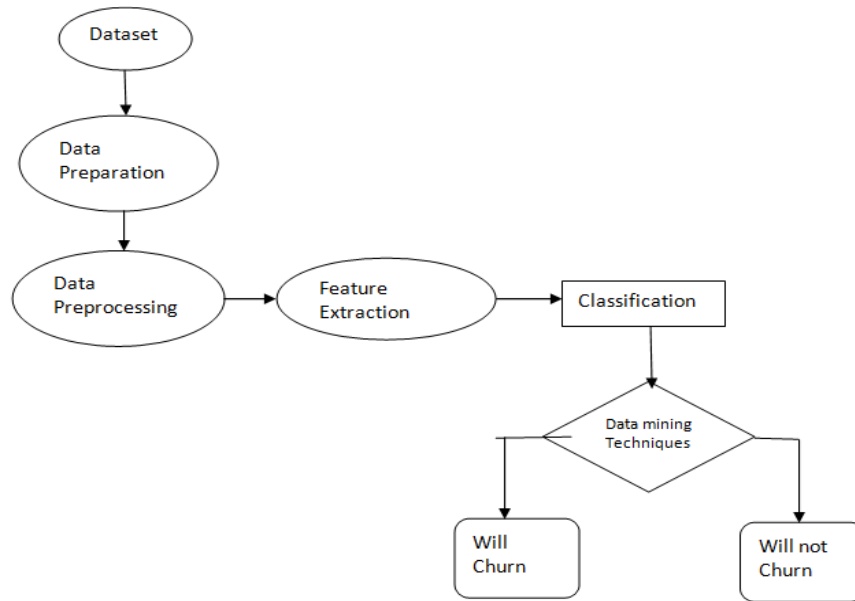 Dataset
Data
Preparation
Data
Preprocessing
Feature
Extraction
Classification
Data mining
Techniques
Will
Churn
Will not
Churn